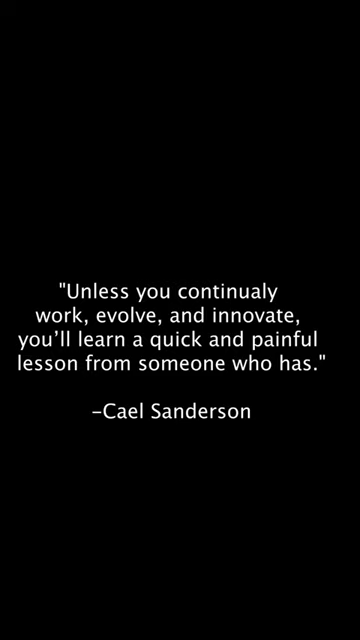 "Unless you continualy
work, evolve, and innovate,
you’ll learn a quick and painful
lesson from someone who has."
–Cael Sanderson